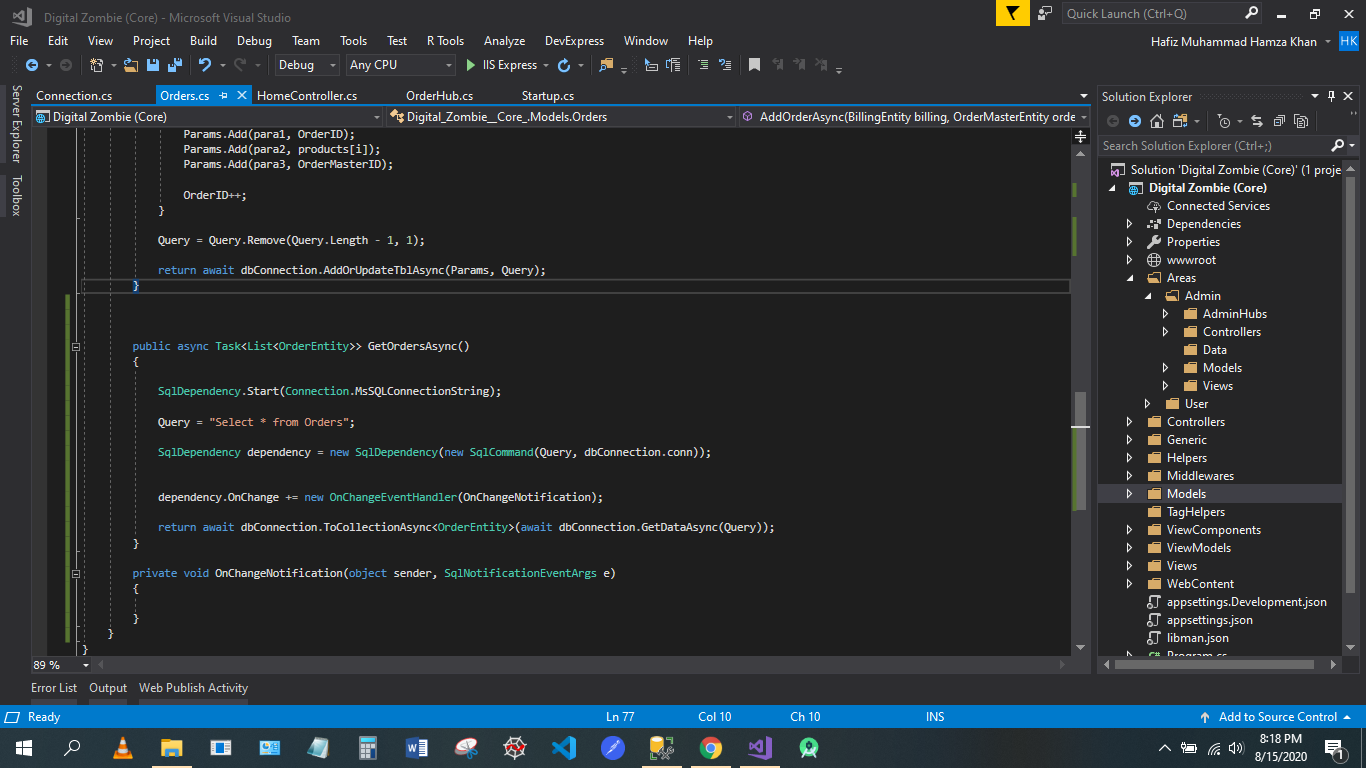 Digital Zombie (Core) - Microsoft Visual Studio
Quick Launch (Ctrl+Q)
File Edit View Project Build Debug Team Tools Test R Tools Analyze DevExpress Window Help
Hafiz Muhammad Hamza Khan HK
Debug Any CPU IIS Express
Server Explorer
Toolbox
Connection.cs Orders.cs HomeController.cs OrderHub.cs Startup.cs
Digital Zombie (Core) Digital_Zombie__Core_.Models.Orders AddOrderAsync(BillingEntity billing, OrderMasterEntity orde
Params.Add(para1, OrderID);
Params.Add(para2, products[i]);
Params.Add(para3, OrderMasterID);
OrderID++;
}
Query = Query.Remove(Query.Length - 1, 1);
return await dbConnection.AddOrUpdateTblAsync(Params, Query);
}
public async Task<List<OrderEntity>> GetOrdersAsync()
{
SqlDependency.Start(Connection.MsSQLConnectionString);
Query = "Select * from Orders";
SqlDependency dependency = new SqlDependency(new SqlCommand(Query, dbConnection.conn));
dependency.OnChange += new OnChangeEventHandler(OnChangeNotification);
return await dbConnection.ToCollectionAsync<OrderEntity>(await dbConnection.GetDataAsync(Query));
}
private void OnChangeNotification(object sender, SqlNotificationEventArgs e)
{
}
}
}
89 %
Solution Explorer
Search Solution Explorer (Ctrl+;)
Solution 'Digital Zombie (Core)' (1 proje
Digital Zombie (Core)
Connected Services
Dependencies
Properties
wwwroot
Areas
Admin
AdminHubs
Controllers
Data
Models
Views
User
Controllers
Generic
Helpers
Middlewares
Models
TagHelpers
ViewComponents
ViewModels
Views
WebContent
appsettings.Development.json
appsettings.json
libman.json
C# Program.cs
Error List Output Web Publish Activity
Ready Ln 77 Col 10 Ch 10 INS Add to Source Control
8:18 PM
8/15/2020
1